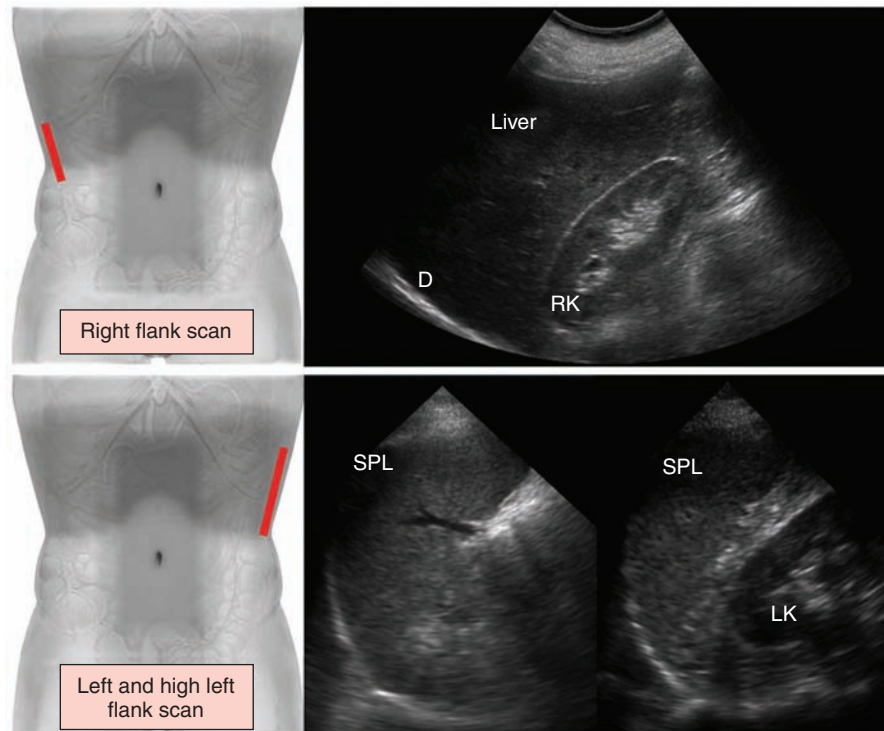 Liver
D
RK
Right flank scan
SPL
SPL
LK
Left and high left
flank scan